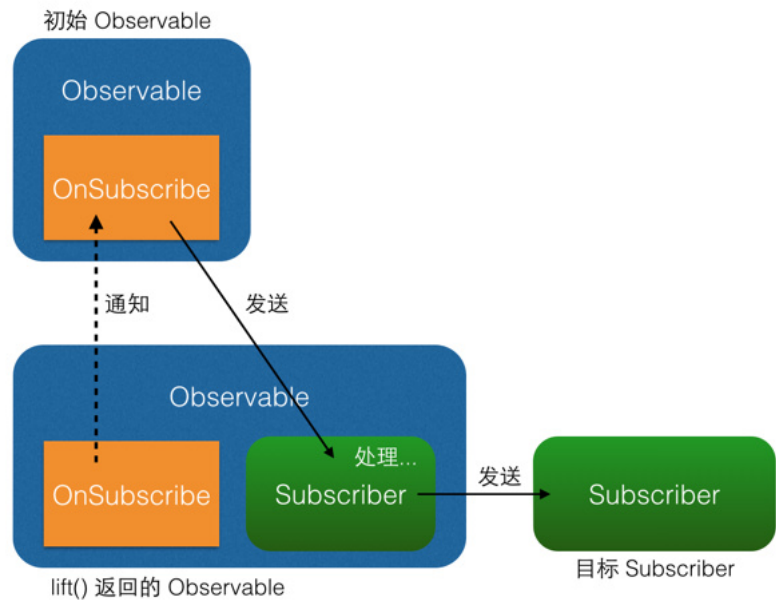 初始 Observable
Observable
OnSubscribe
通知
发送
Observable
处理...
OnSubscribe
Subscriber
发送
Subscriber
目标 Subscriber
lift() 返回的 Observable